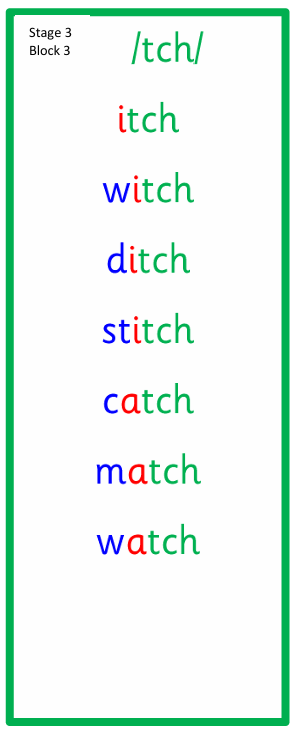 Stage 3
Block 3
/tch/
itch
witch
ditch
stitch
catch
match
watch